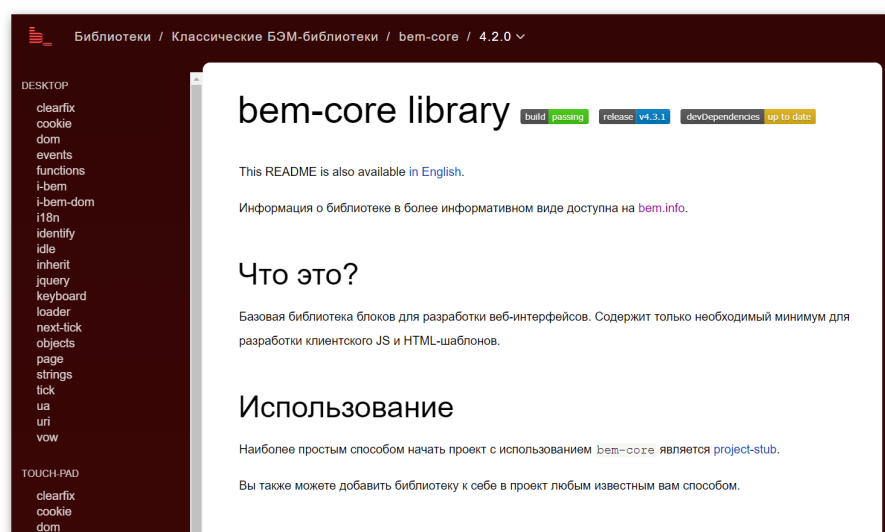 b_ Библиотеки / Классические БЭМ-библиотеки / bem-core / 4.2.0
DESKTOP
clearfix
cookie
dom
events
functions
i-bem
i-bem-dom
i18n
identify
idle
inherit
jquery
keyboard
loader
next-tick
objects
page
strings
tick
ua
uri
vow
TOUCH-PAD
clearfix
cookie
dom
bem-core library build passing release v4.3.1 devDependencies up to date
This README is also available in English.
Информация о библиотеке в более информативном виде доступна на bem.info.
Что это?
Базовая библиотека блоков для разработки веб-интерфейсов. Содержит только необходимый минимум для
разработки клиентского JS и HTML-шаблонов.
Использование
Наиболее простым способом начать проект с использованием bem-core является project-stub.
Вы также можете добавить библиотеку к себе в проект любым известным вам способом.